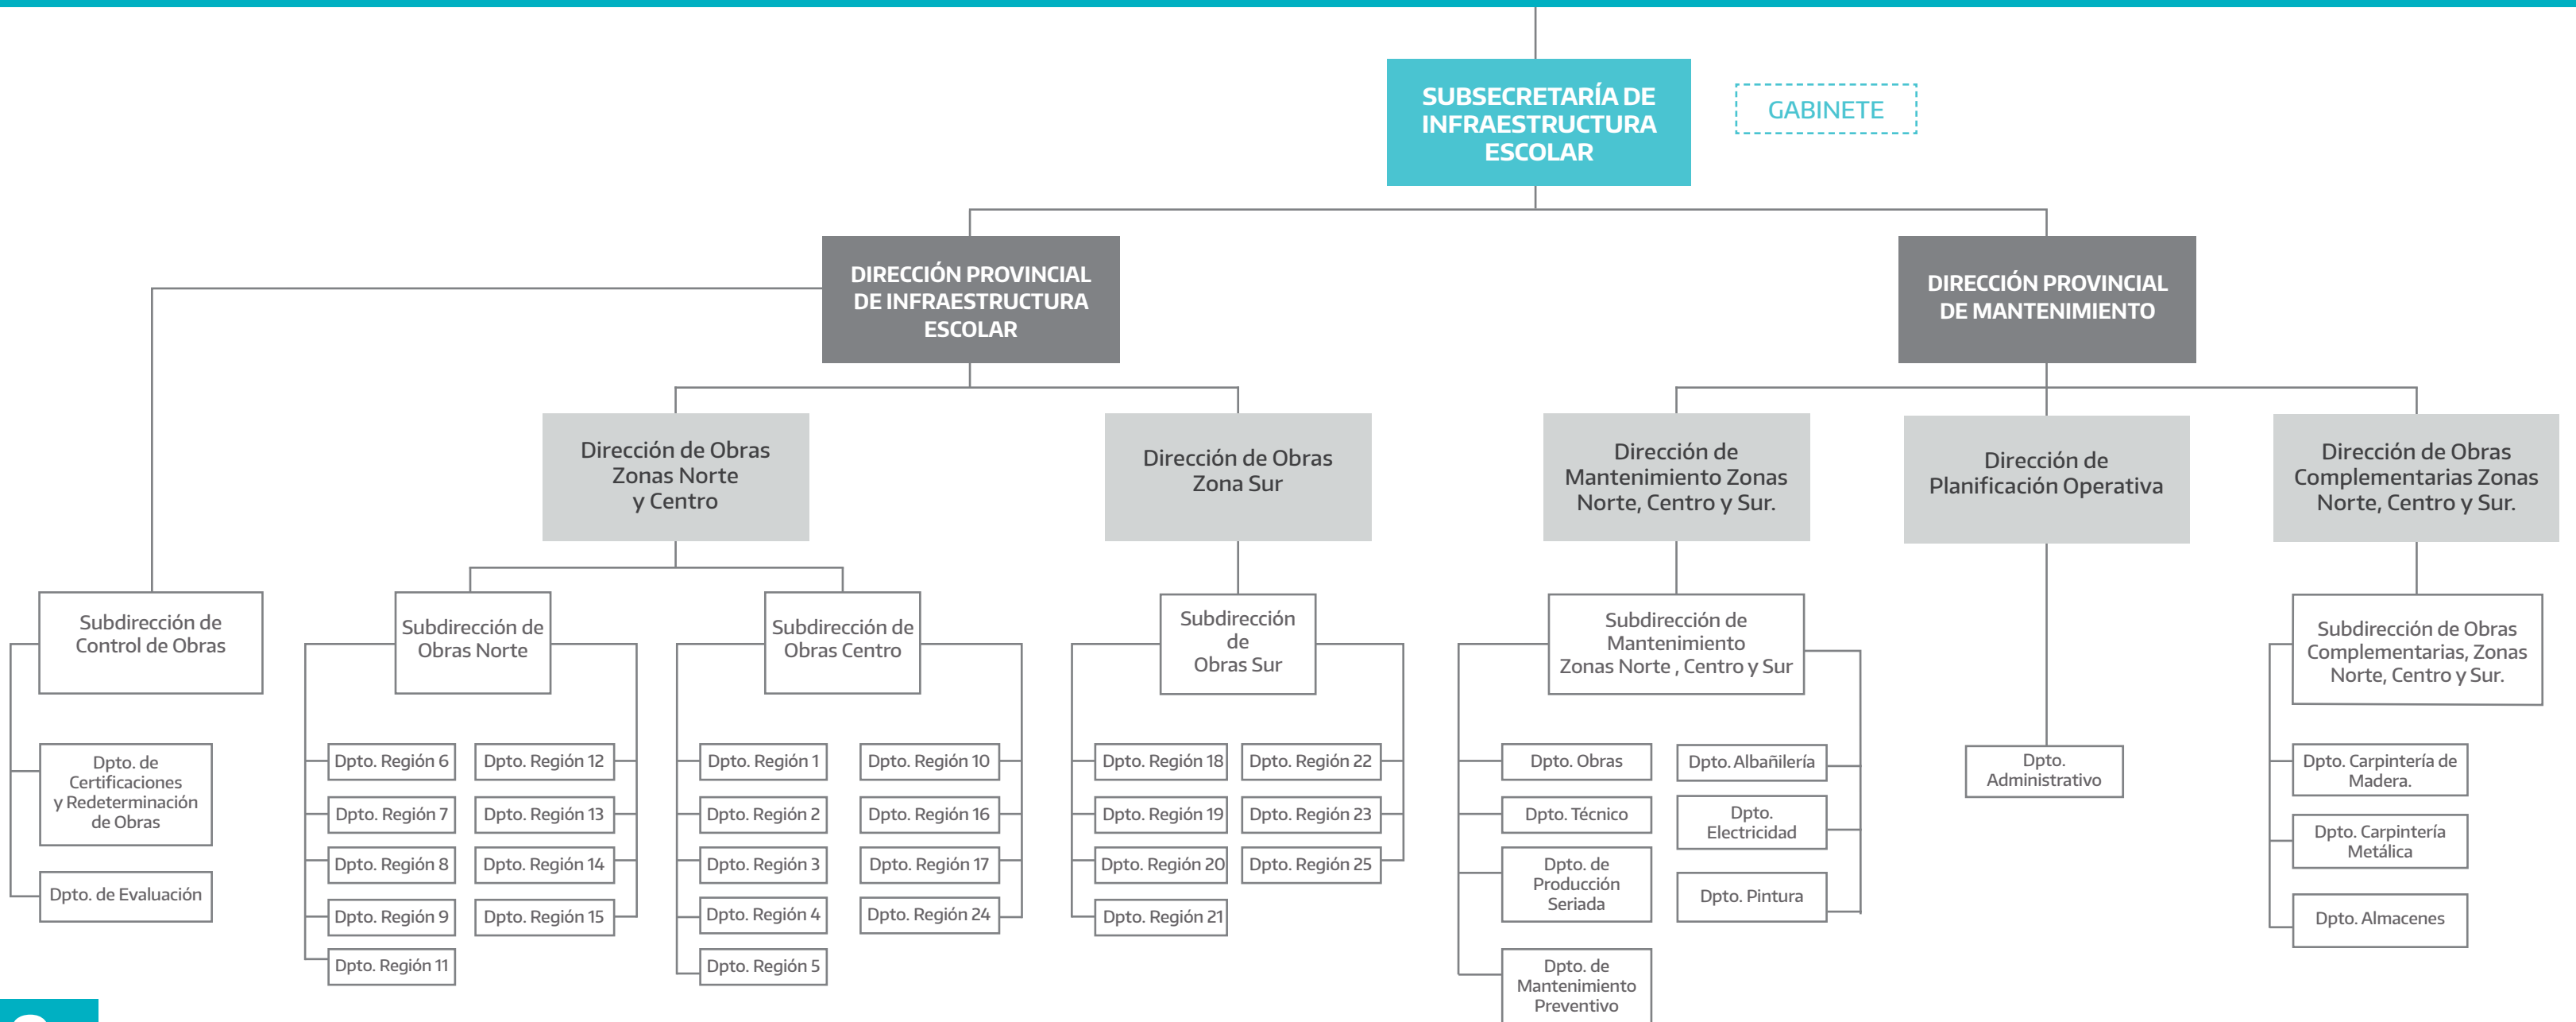 SUBSECRETARÍA DE
INFRAESTRUCTURA
ESCOLAR
GABINETE
DIRECCIÓN PROVINCIAL
DE INFRAESTRUCTURA
ESCOLAR
DIRECCIÓN PROVINCIAL
DE MANTENIMIENTO
Dirección de Obras
Zonas Norte
y Centro
Dirección de Obras
Zona Sur
Dirección de
Mantenimiento Zonas
Norte, Centro y Sur.
Dirección de
Planificación Operativa
Dirección de Obras
Complementarias Zonas
Norte, Centro y Sur.
Subdirección de
Control de Obras
Subdirección de
Obras Norte
Subdirección de
Obras Centro
Subdirección
de
Obras Sur
Subdirección de
Mantenimiento
Zonas Norte , Centro y Sur
Subdirección de Obras
Complementarias, Zonas
Norte, Centro y Sur.
Dpto. de
Certificaciones
y Redeterminación
de Obras
Dpto. de Evaluación
Dpto. Región 6
Dpto. Región 7
Dpto. Región 8
Dpto. Región 9
Dpto. Región 11
Dpto. Región 12
Dpto. Región 13
Dpto. Región 14
Dpto. Región 15
Dpto. Región 1
Dpto. Región 2
Dpto. Región 3
Dpto. Región 4
Dpto. Región 5
Dpto. Región 10
Dpto. Región 16
Dpto. Región 17
Dpto. Región 24
Dpto. Región 18
Dpto. Región 19
Dpto. Región 20
Dpto. Región 21
Dpto. Región 22
Dpto. Región 23
Dpto. Región 25
Dpto. Obras
Dpto. Técnico
Dpto. de
Producción
Seriada
Dpto. de
Mantenimiento
Preventivo
Dpto. Albañilería
Dpto.
Electricidad
Dpto. Pintura
Dpto.
Administrativo
Dpto. Carpintería de
Madera.
Dpto. Carpintería
Metálica
Dpto. Almacenes